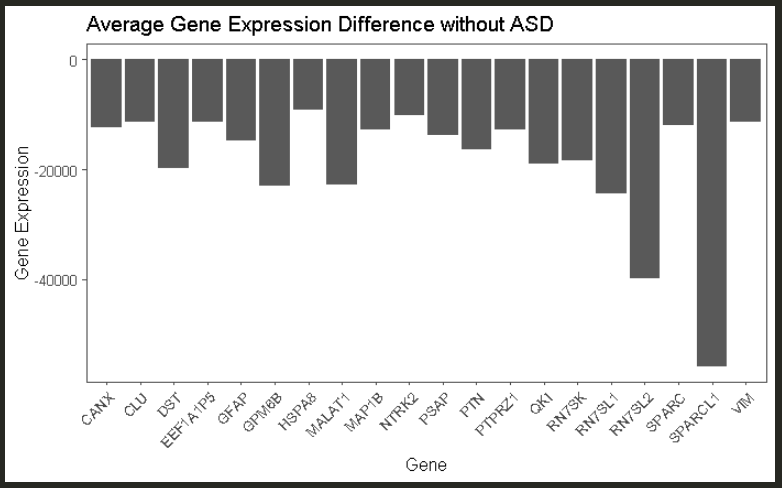 Average Gene Expression Difference without ASD
Gene Expression
0
-20000
-40000
CANX
CLU
DST
EEF1A1P5
GFAP
GPM6B
HSPA8
MALAT1
MAP1B
NTRK2
PSAP
PTN
PTPRZ1
QKI
RN7SK
RN7SL1
RN7SL2
SPARC
SPARCL1
VIM
Gene